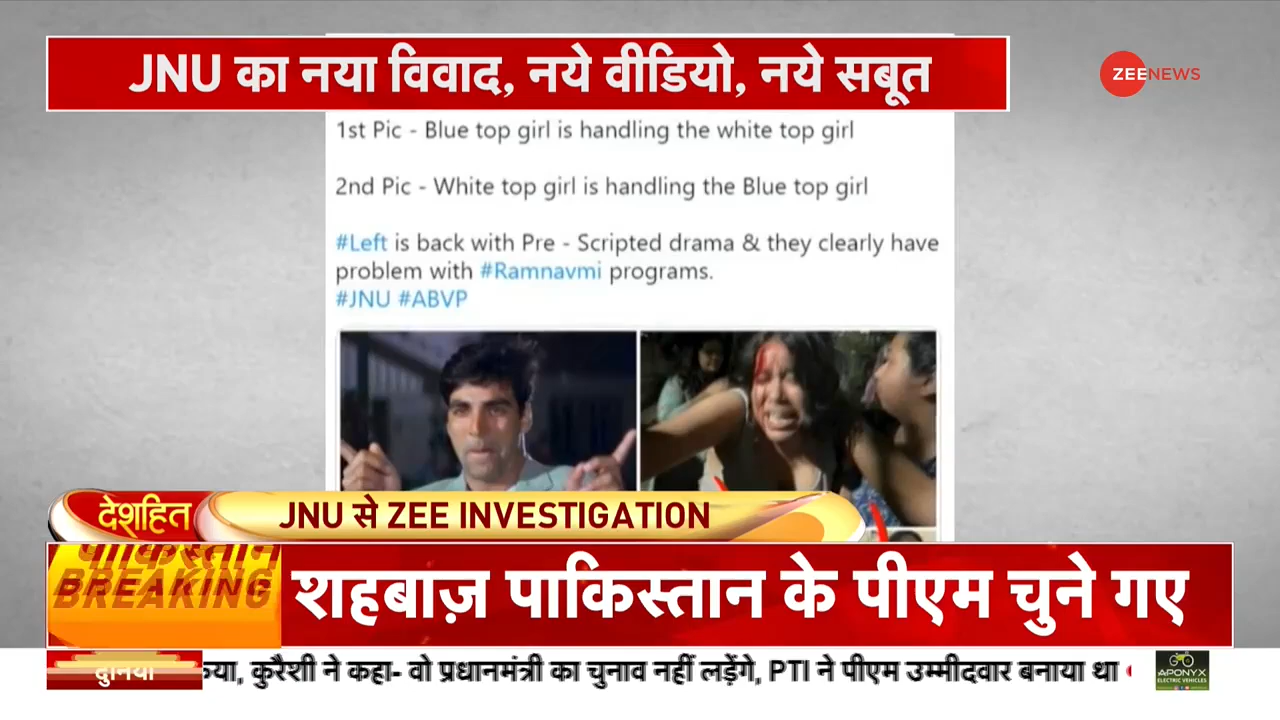 JNU का नया विवाद, नये वीडियो, नये सबूत
ZEENEWS
1st Pic - Blue top girl is handling the white top girl
2nd Pic - White top girl is handling the Blue top girl
#Left is back with Pre - Scripted drama & they clearly have
problem with #Ramnavmi programs.
#JNU #ABVP
देशहित
JNU से ZEE INVESTIGATION
पाकिस्तान
BREAKING
शहबाज़ पाकिस्तान के पीएम चुने गए
दुनिया
कुरैशी ने कहा- वो प्रधानमंत्री का चुनाव नहीं लड़ेंगे, PTI ने पीएम उम्मीदवार बनाया था
APONYX
ELECTRIC VEHICLES